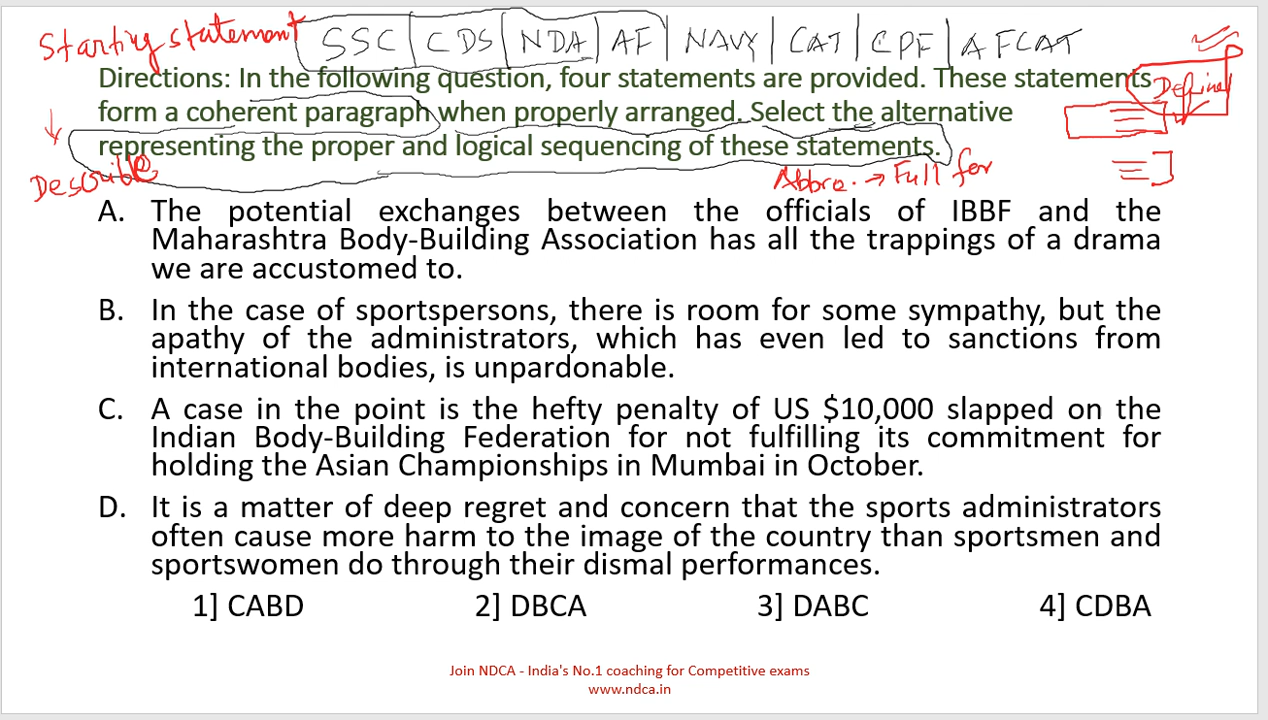 Starting statement SSC | CDS | NDA | AF | NAVY | CAT | CPF | AFCAT
Directions: In the following question, four statements are provided. These statements
Define
form a coherent paragraph when properly arranged. Select the alternative
representing the proper and logical sequencing of these statements.
Describe
Abbre. → Full for
A. The potential exchanges between the officials of IBBF and the
Maharashtra Body-Building Association has all the trappings of a drama
we are accustomed to.
B. In the case of sportspersons, there is room for some sympathy, but the
apathy of the administrators, which has even led to sanctions from
international bodies, is unpardonable.
C. A case in the point is the hefty penalty of US $10,000 slapped on the
Indian Body-Building Federation for not fulfilling its commitment for
holding the Asian Championships in Mumbai in October.
D. It is a matter of deep regret and concern that the sports administrators
often cause more harm to the image of the country than sportsmen and
sportswomen do through their dismal performances.
1] CABD 2] DBCA 3] DABC 4] CDBA
Join NDCA - India's No.1 coaching for Competitive exams
www.ndca.in